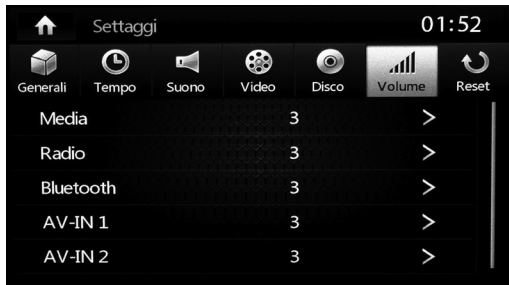 Settaggi 01:52
Generali Tempo Suono Video Disco Volume Reset
Media 3 >
Radio 3 >
Bluetooth 3 >
AV-IN 1 3 >
AV-IN 2 3 >